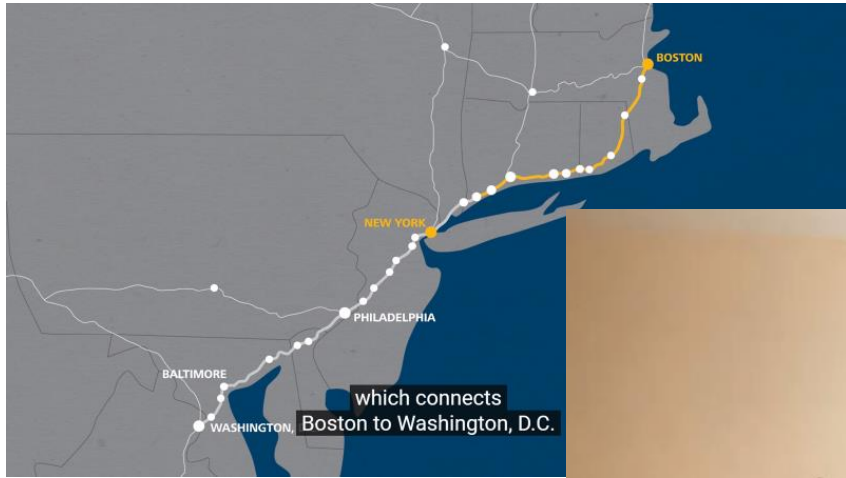 BOSTON
NEW YORK
PHILADELPHIA
BALTIMORE
WASHINGTON,
which connects
Boston to Washington, D.C.